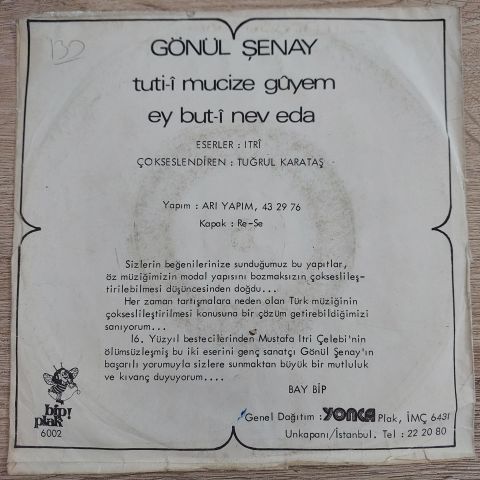 132
GÖNÜL ŞENAY
tuti-î mucize gûyem
ey but-î nev eda
ESERLER : ITRÎ
ÇOKSESLENDİREN : TUĞRUL KARATAŞ
Yapım : ARI YAPIM, 43 29 76
Kapak : Re-Se
Sizlerin beğenilerinize sunduğumuz bu yapıtlar,
öz müziğimizin modal yapısını bozmaksızın çokseslileş-
tirilebilmesi düşüncesinden doğdu...
Her zaman tartışmalara neden olan Türk müziğinin
çokseslileştirilmesi konusuna bir çözüm getirebildiğimizi
sanıyorum...
16. Yüzyıl bestecilerinden Mustafa Itri Çelebi'nin
ölümsüzleşmiş bu iki eserini genç sanatçı Gönül Şenay'ın
başarılı yorumuyla sizlere sunmaktan büyük bir mutluluk
ve kıvanç duyuyorum....
BAY BİP
bip!
plak
6002
Genel Dağıtım : YONCA Plak, İMÇ 6431
Unkapanı/İstanbul. Tel : 22 20 80